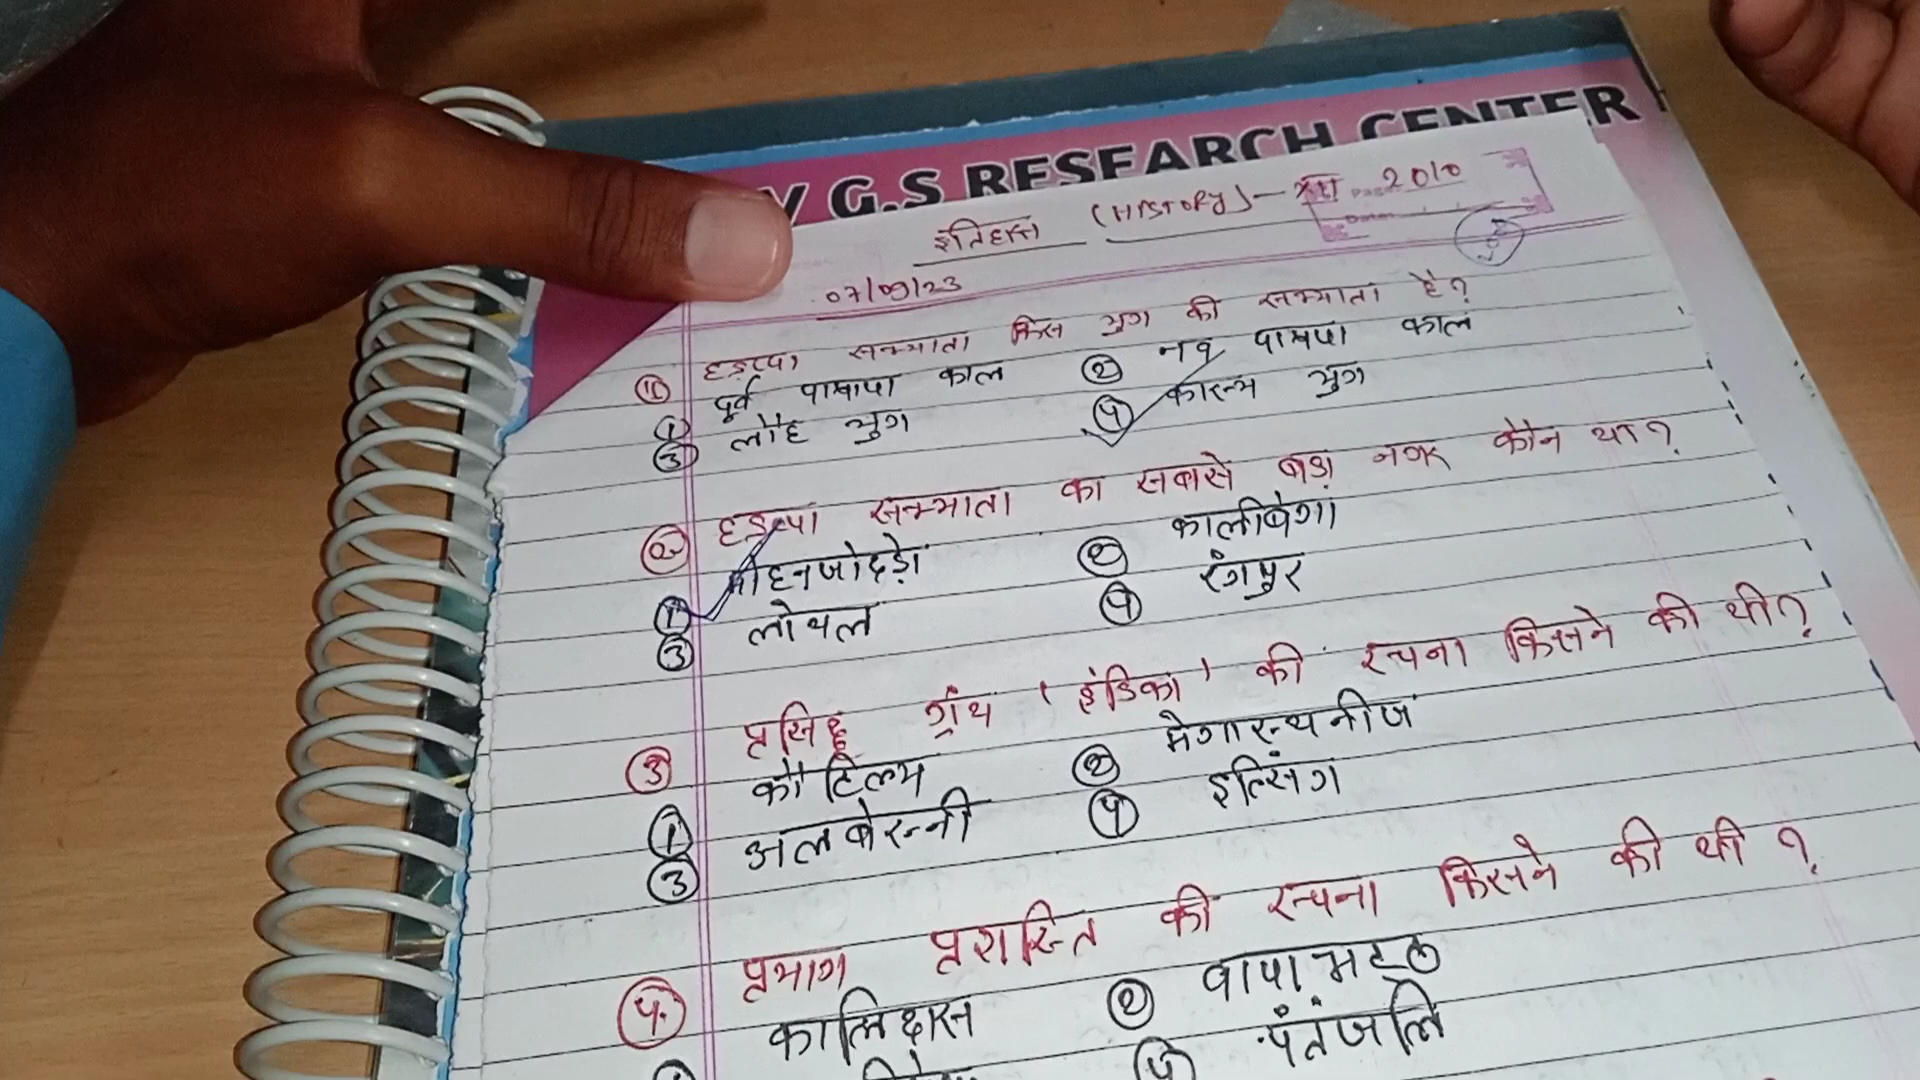 G.S RESEARCH CENTER
इतिहास (HISTORY) - 2010
07/09/23
① हड़प्पा सभ्यता किस युग की सभ्यता है?
① पूर्व पाषाण काल ② नव पाषाण काल
③ लौह युग ④ कास्य युग
② हड़प्पा सभ्यता का सबसे बड़ा नगर कौन था?
① मोहनजोदड़ो ② कालीबंगा
③ लोथल ④ रंगपुर
③ प्रसिद्ध ग्रंथ 'इंडिका' की रचना किसने की थी?
① कौटिल्य ② मेगास्थनीज
③ अलबेरूनी ④ इत्सिंग
④ प्रयाग प्रशस्ति की रचना किसने की थी?
कालिदास ② वाणभट्ट
④ पंतंजलि